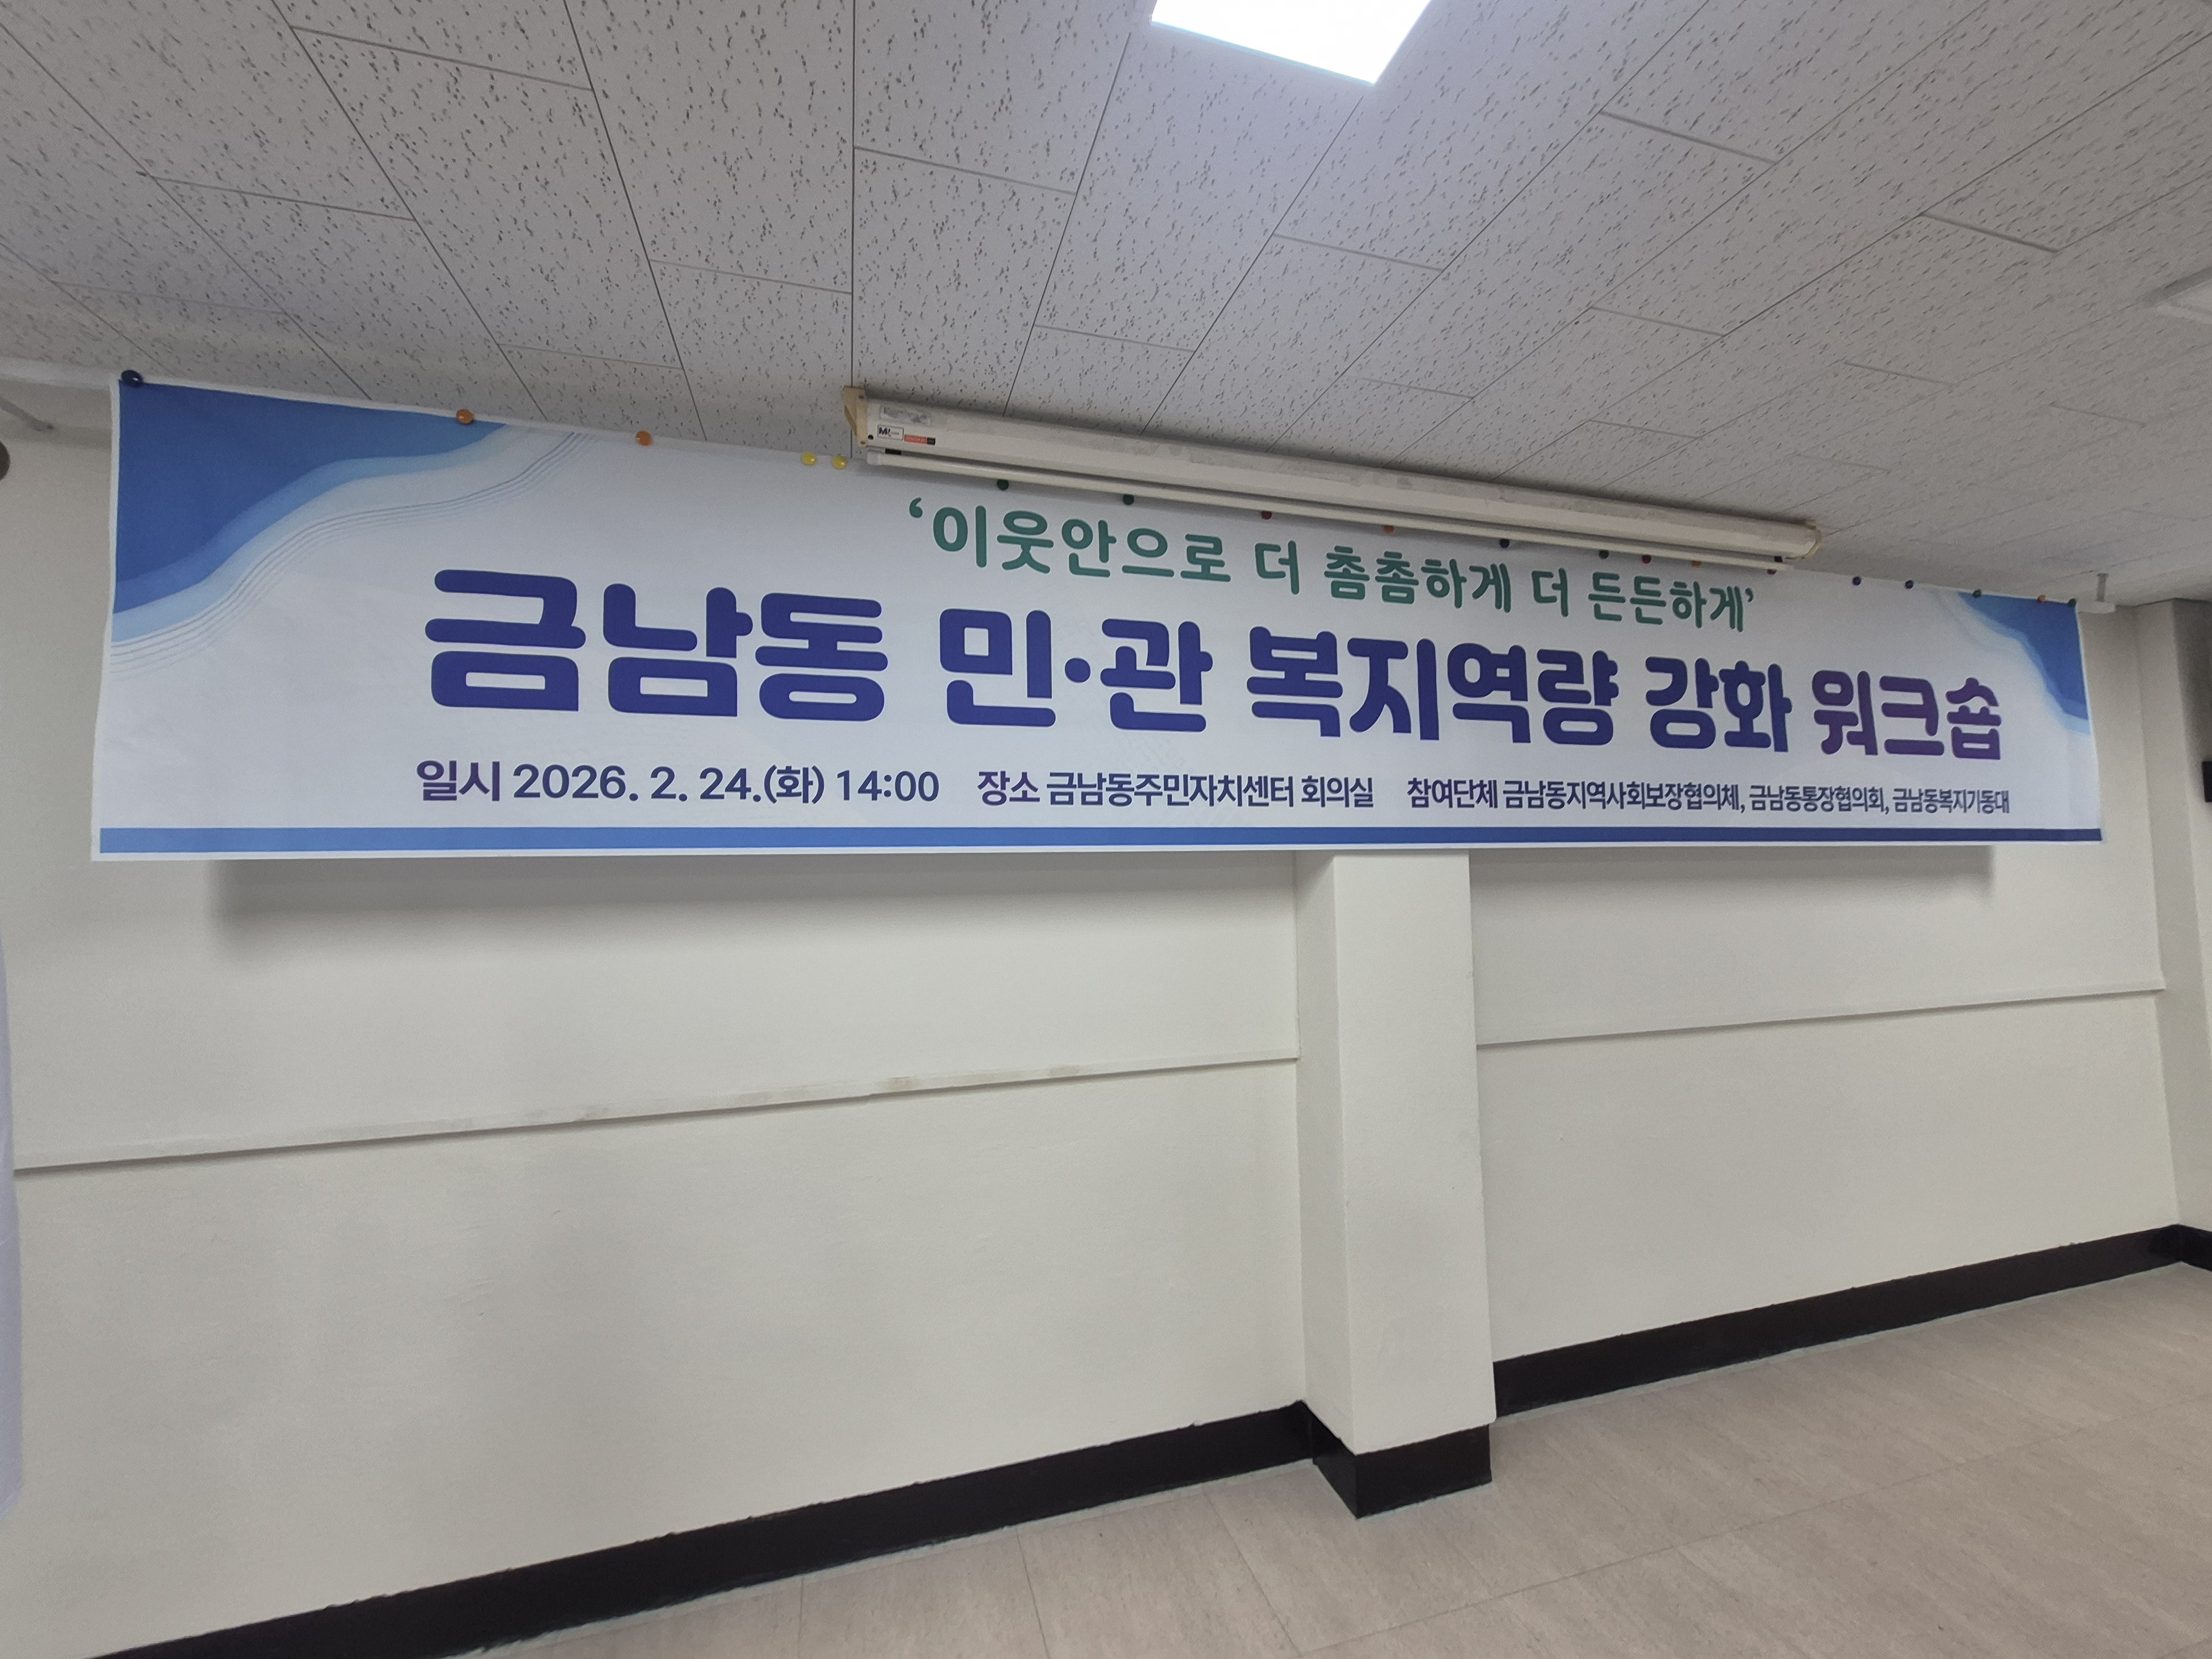 ‘이웃안으로 더 촘촘하게 더 든든하게’
금남동 민·관 복지역량 강화 워크숍
일시 2026. 2. 24.(화) 14:00 장소 금남동주민자치센터 회의실 참여단체 금남동지역사회보장협의체, 금남동통장협의회, 금남동복지기동대